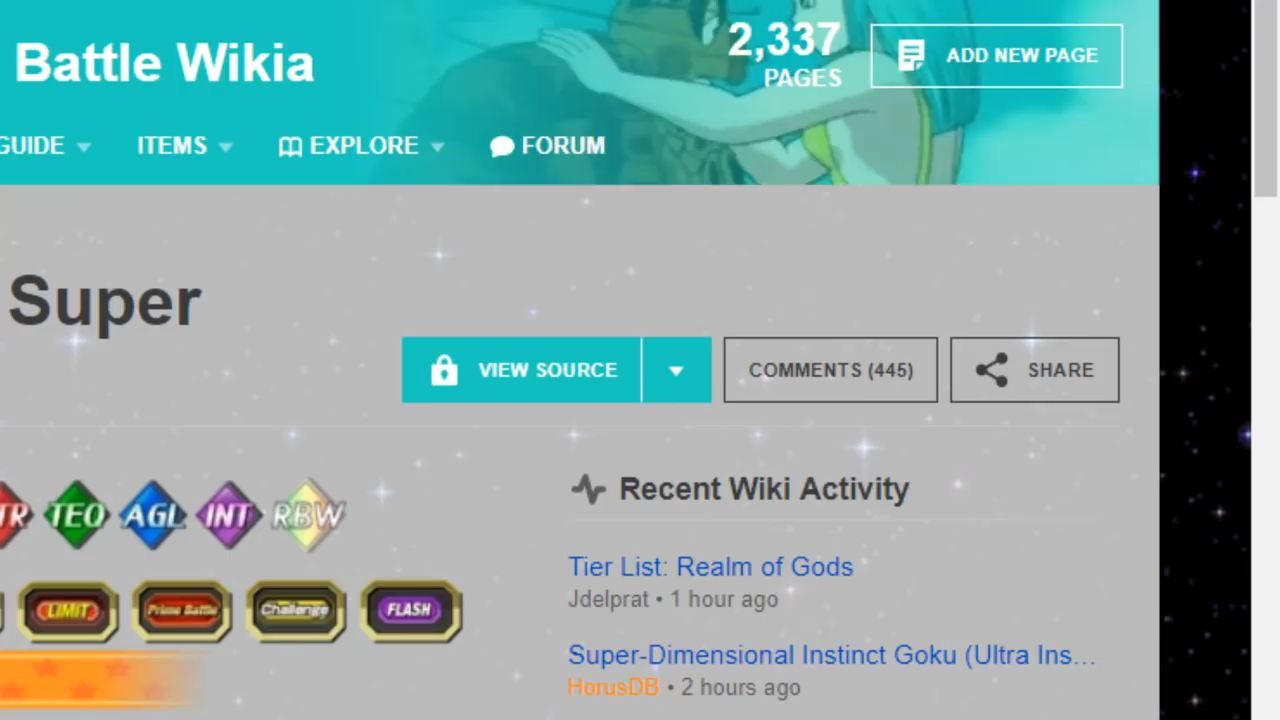 Battle Wikia
2,337
PAGES
ADD NEW PAGE
GUIDE
ITEMS
EXPLORE
FORUM
Super
VIEW SOURCE
COMMENTS (445)
SHARE
TR
TEQ
AGL
INT
RBW
Recent Wiki Activity
LIMIT
Prime Battle
Challenge
FLASH
Tier List: Realm of Gods
Jdelprat • 1 hour ago
Super-Dimensional Instinct Goku (Ultra Ins...
HorusDB • 2 hours ago